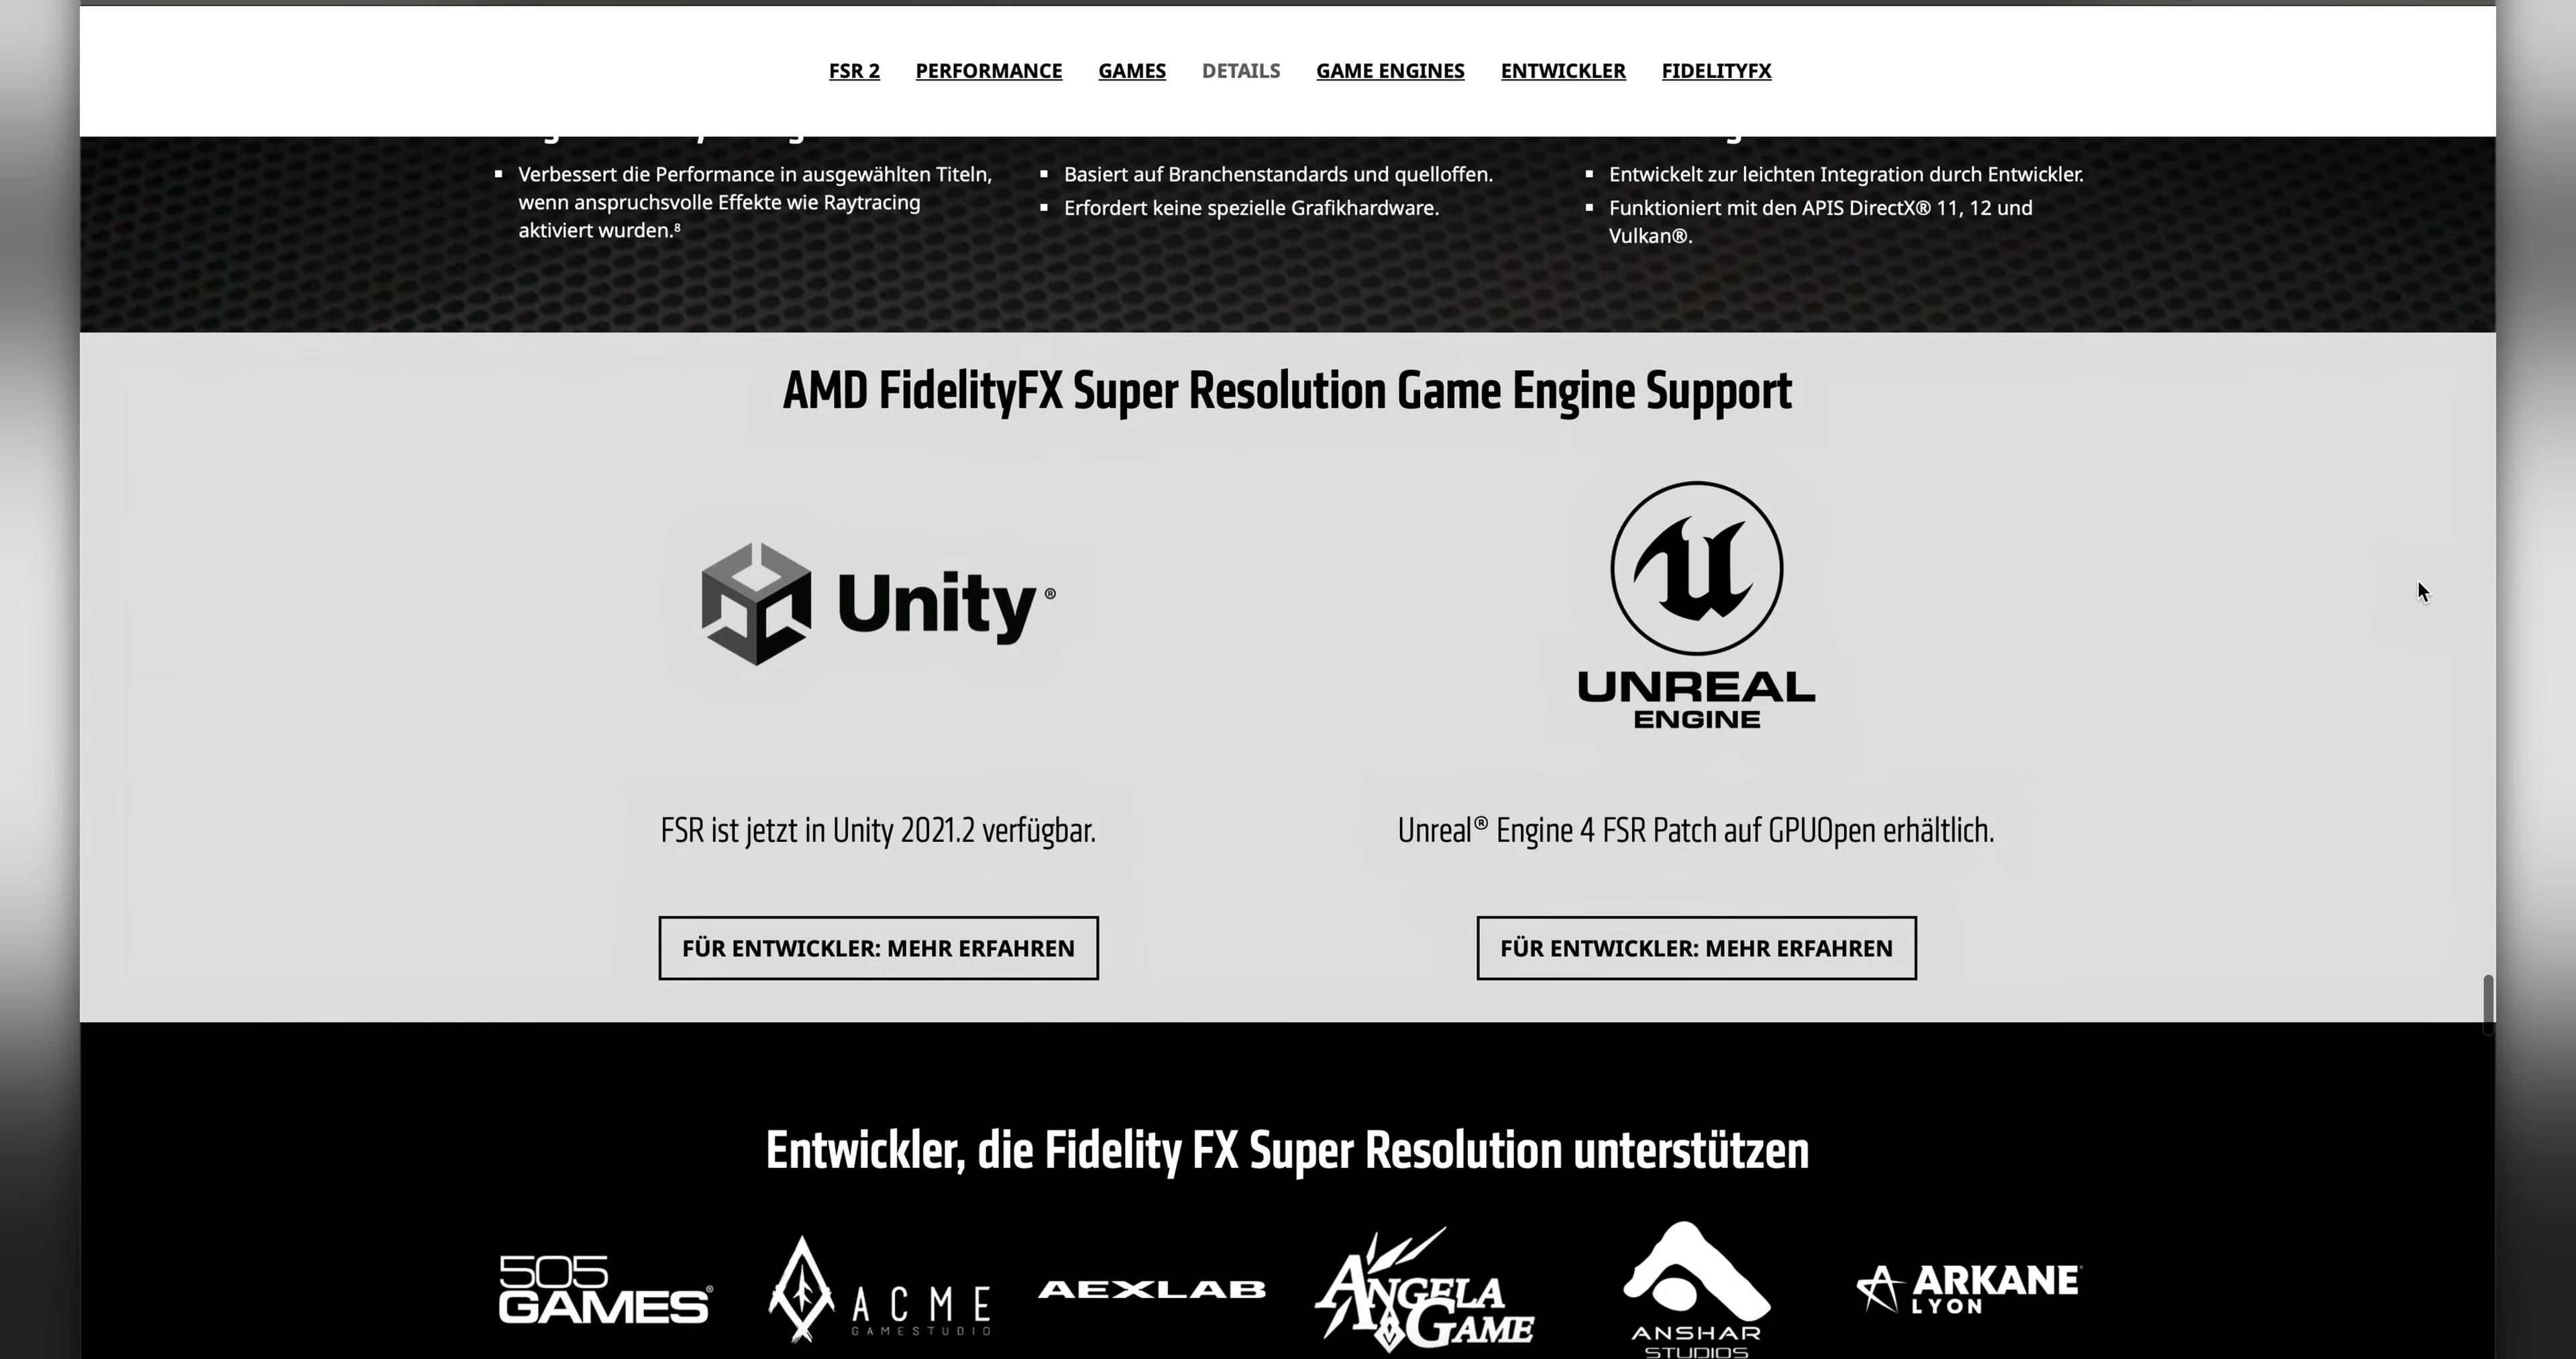 FSR 2 PERFORMANCE GAMES DETAILS GAME ENGINES ENTWICKLER FIDELITYFX
▪ Verbessert die Performance in ausgewählten Titeln,
wenn anspruchsvolle Effekte wie Raytracing
aktiviert wurden.⁸
▪ Basiert auf Branchenstandards und quelloffen.
▪ Erfordert keine spezielle Grafikhardware.
▪ Entwickelt zur leichten Integration durch Entwickler.
▪ Funktioniert mit den APIS DirectX® 11, 12 und
Vulkan®.
AMD FidelityFX Super Resolution Game Engine Support
Unity®
FSR ist jetzt in Unity 2021.2 verfügbar.
FÜR ENTWICKLER: MEHR ERFAHREN
UNREAL
ENGINE
Unreal® Engine 4 FSR Patch auf GPUOpen erhältlich.
FÜR ENTWICKLER: MEHR ERFAHREN
Entwickler, die Fidelity FX Super Resolution unterstützen
505
GAMES®
ACME
GAMESTUDIO
AEXLAB
ANGELA
GAME
ANSHAR
STUDIOS
ARKANE
LYON